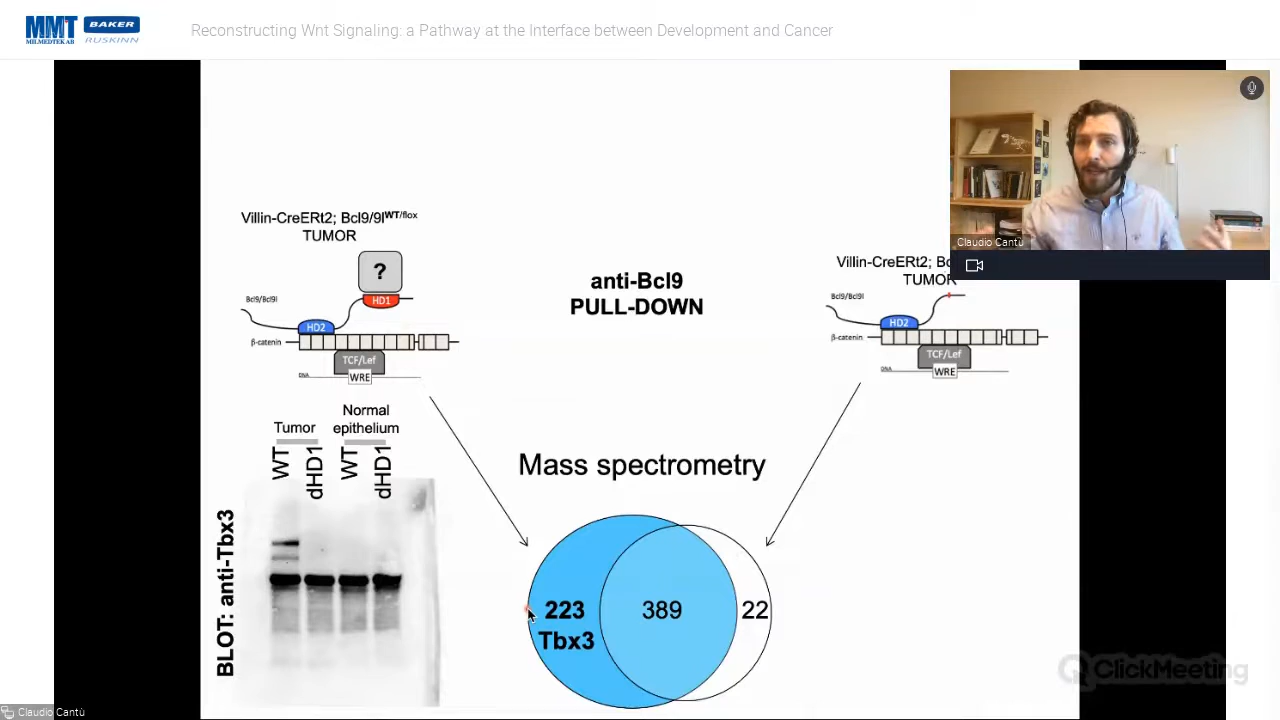 MMT
MILMEDTEK AB
BAKER
RUSKINN
Reconstructing Wnt Signaling: a Pathway at the Interface between Development and Cancer
Claudio Cantù
Villin-CreERt2; Bcl9/9l^WT/flox
TUMOR
?
Bcl9/Bcl9l
HD1
HD2
β-catenin
TCF/Lef
DNA
WRE
anti-Bcl9
PULL-DOWN
Villin-CreERt2; Bc
TUMOR
Bcl9/Bcl9l
HD2
β-catenin
TCF/Lef
DNA
WRE
Tumor
Normal
epithelium
WT
dHD1
WT
dHD1
BLOT: anti-Tbx3
Mass spectrometry
223
Tbx3
389
22
ClickMeeting
Claudio Cantù